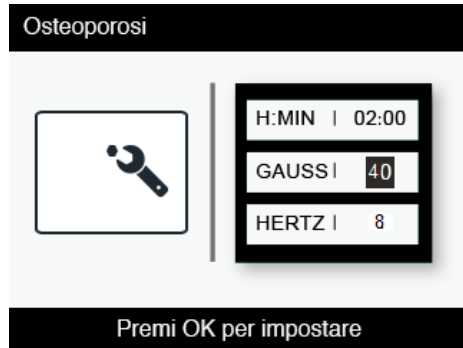 Osteoporosi
H:MIN | 02:00
GAUSS | 40
HERTZ | 8
Premi OK per impostare